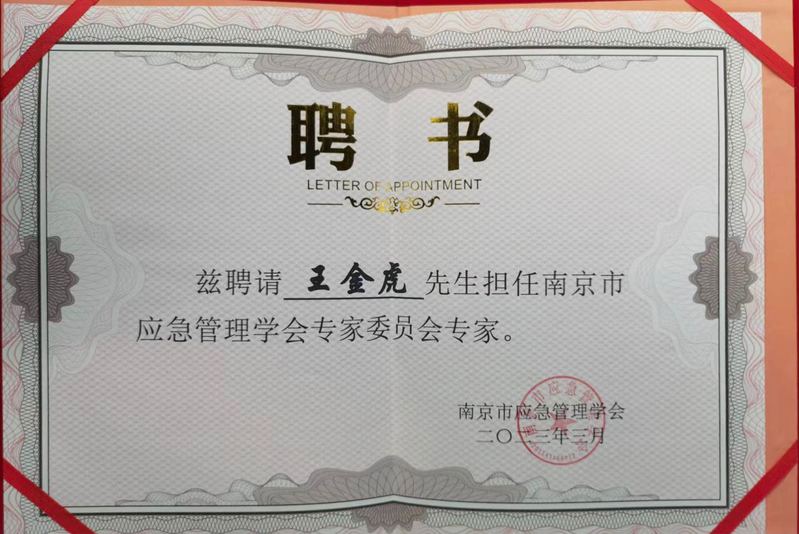 聘 书
LETTER OF APPOINTMENT
兹聘请 王金虎 先生担任南京市
应急管理学会专家委员会专家。
南京市应急管理学会
二〇二三年三月